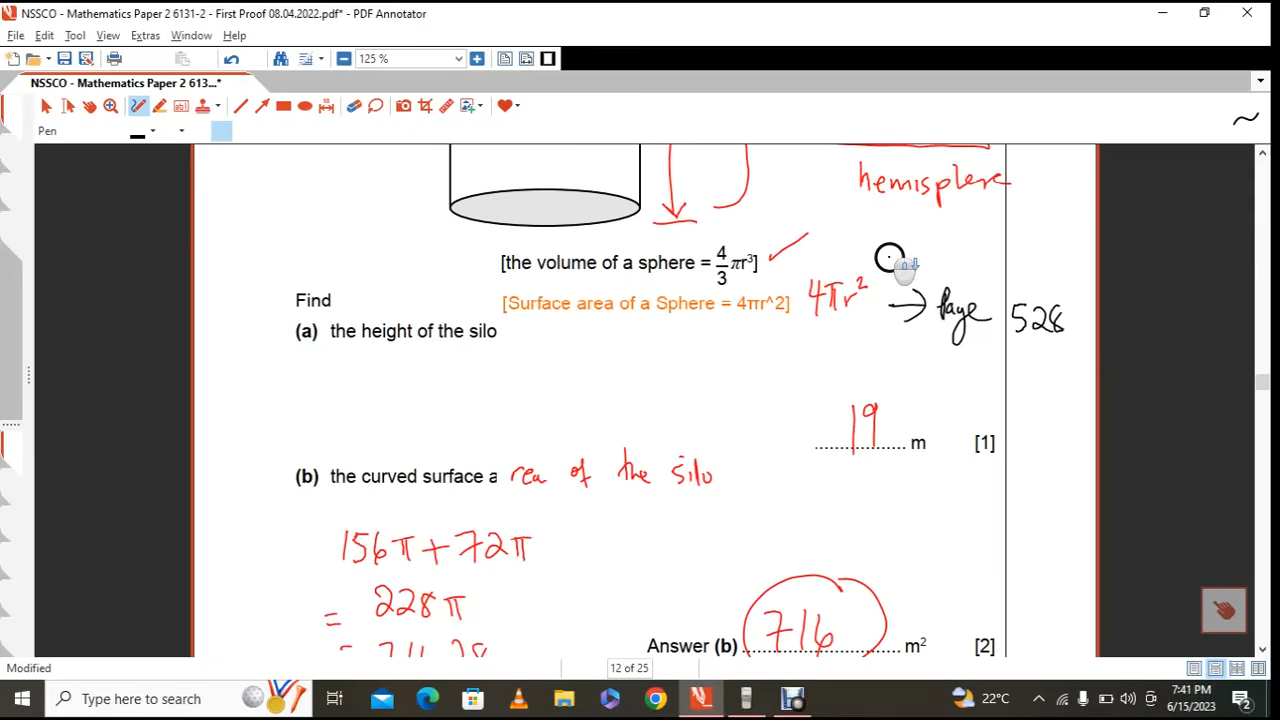 NSSCO - Mathematics Paper 2 6131-2 - First Proof 08.04.2022.pdf* - PDF Annotator
File Edit Tool View Extras Window Help
125 %
NSSCO - Mathematics Paper 2 613...*
Pen
hemisphere
[the volume of a sphere = 4/3 πr³]
Find
[Surface area of a Sphere = 4πr^2] 4πr²
→ Page 528
(a) the height of the silo
19
m [1]
(b) the curved surface a rea of the silo
156π+72π
= 228π
Answer (b) 716 m² [2]
Modified
12 of 25
Type here to search
22°C
7:41 PM
6/15/2023
2